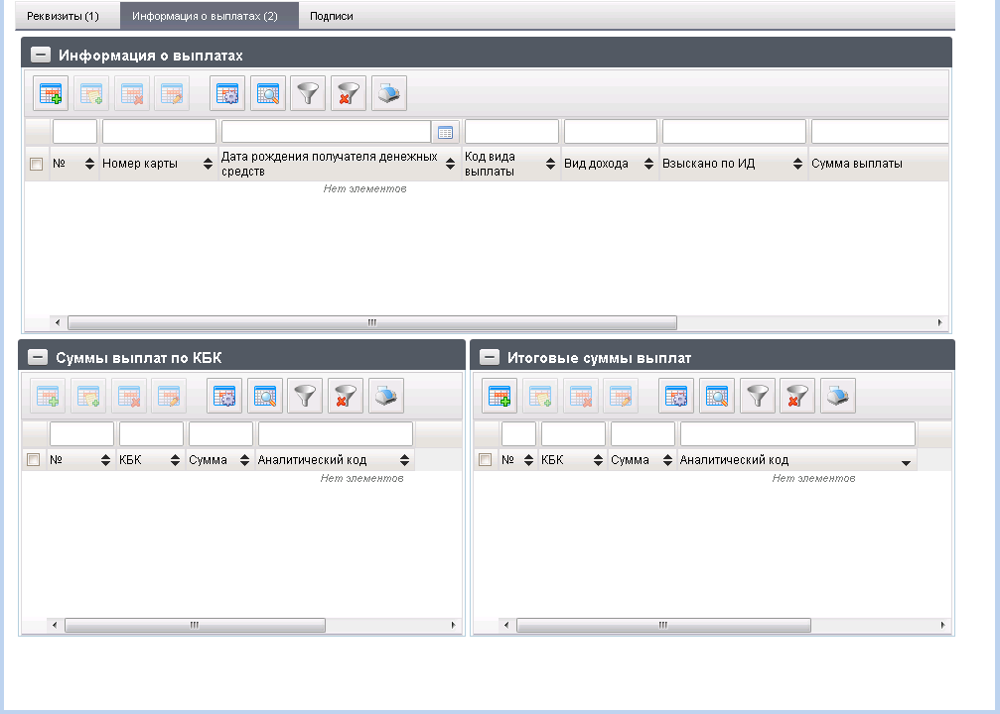 Реквизиты (1) Информация о выплатах (2) Подписи
Информация о выплатах
№ Номер карты Дата рождения получателя денежных средств Код вида выплаты Вид дохода Взыскано по ИД Сумма выплаты
Нет элементов
Суммы выплат по КБК
№ КБК Сумма Аналитический код
Нет элементов
Итоговые суммы выплат
№ КБК Сумма Аналитический код
Нет элементов